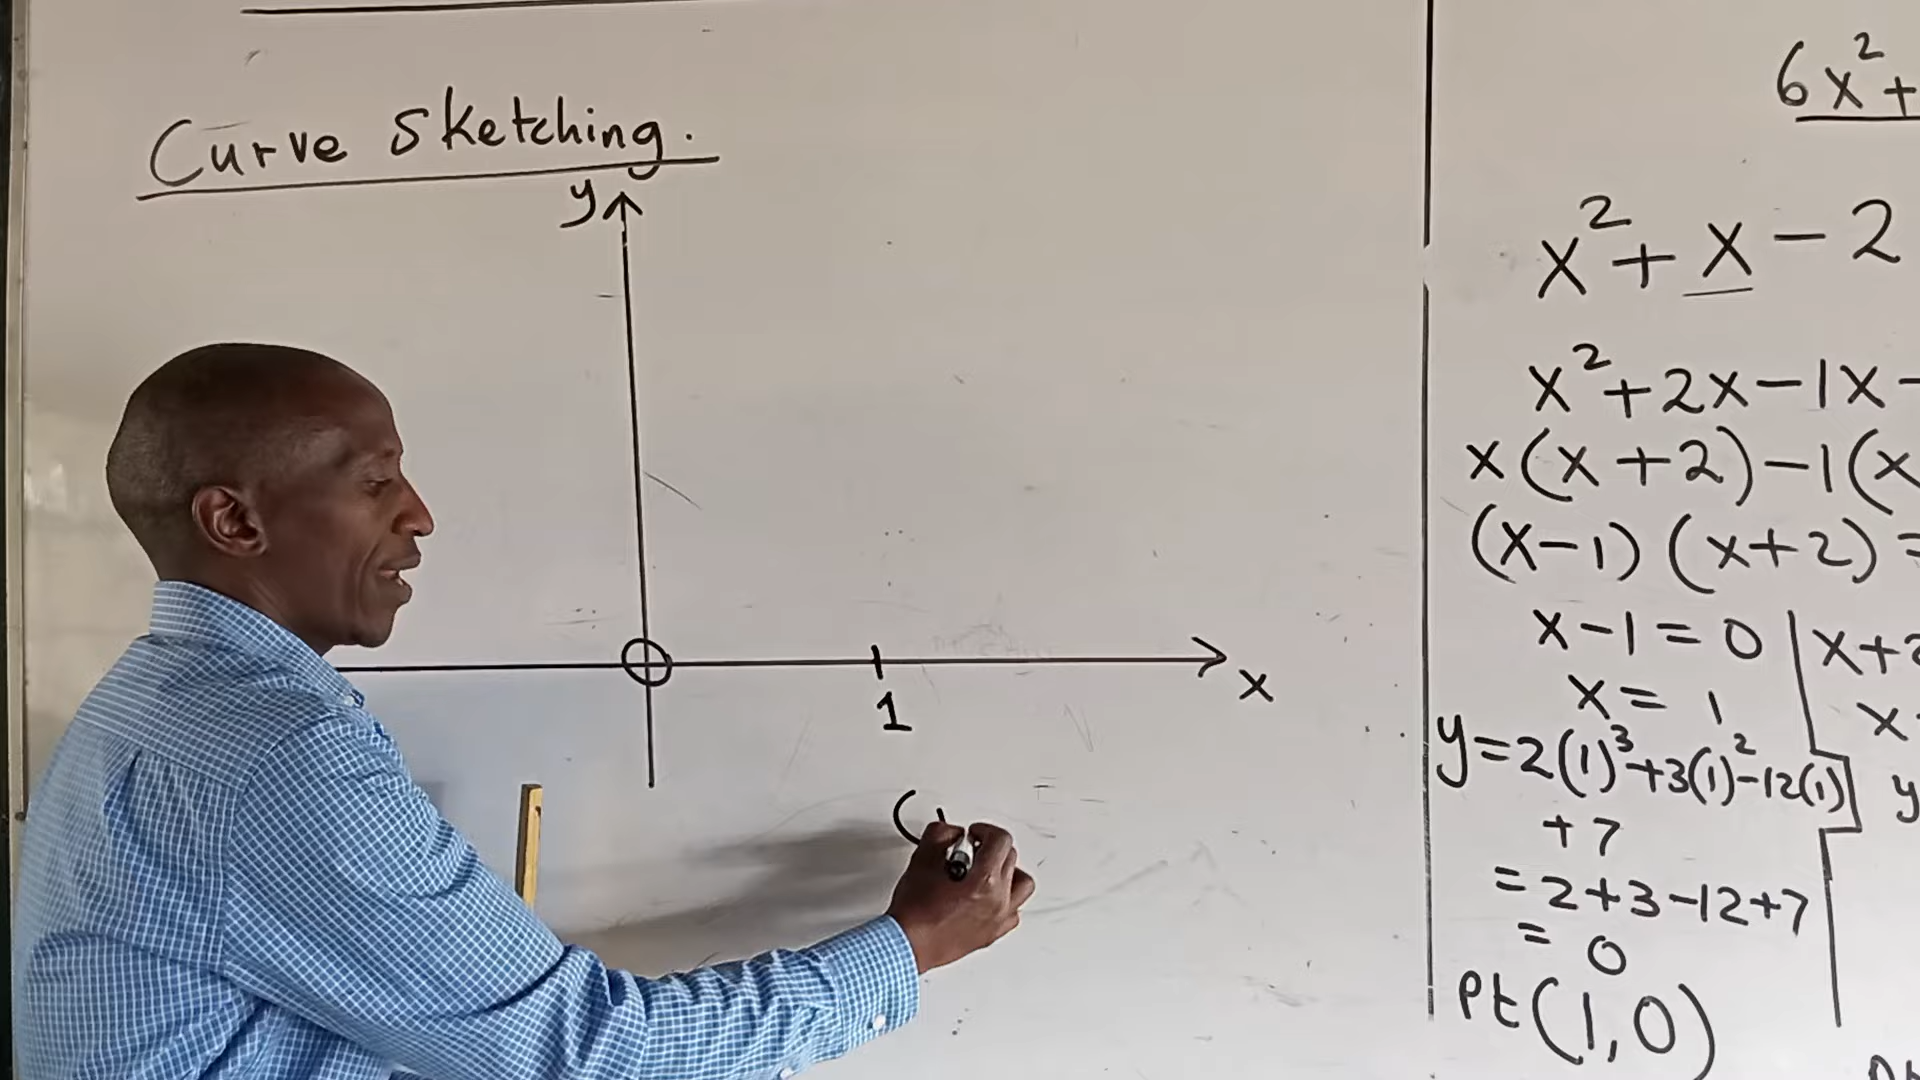 Curve sketching.
y
x
1
(1
6x²+
x²+x-2
x²+2x-1x-
x(x+2)-1(x
(x-1)(x+2)=
x-1=0
x+2
x=1
x
y=2(1)³+3(1)²-12(1)
+7
y
=2+3-12+7
=0
Pt(1,0)